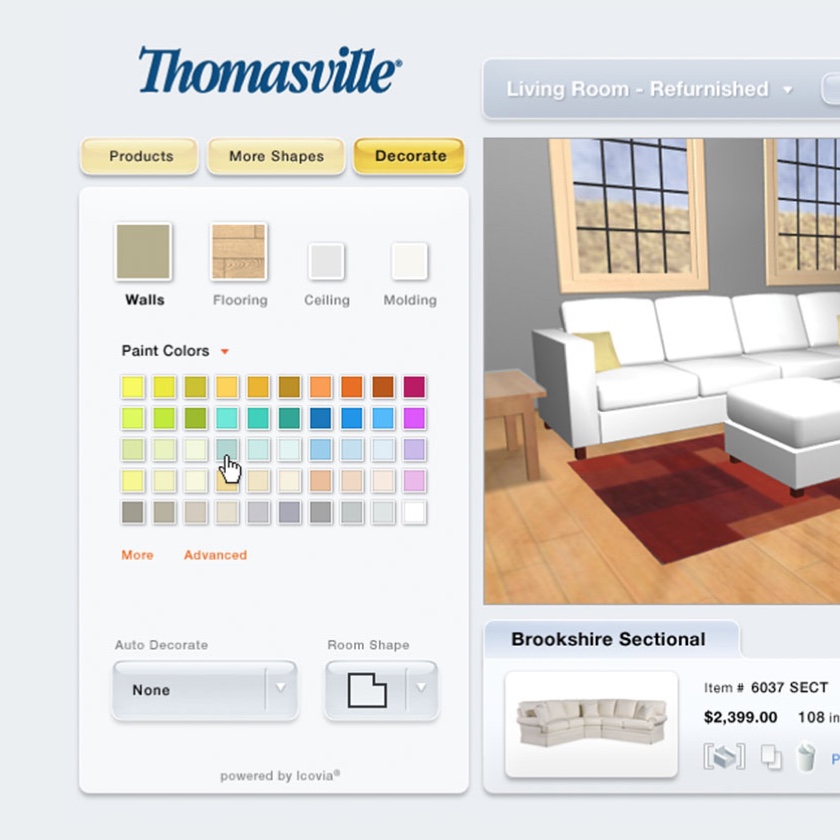 Thomasville®
Living Room - Refurnished
Products
More Shapes
Decorate
Walls
Flooring
Ceiling
Molding
Paint Colors
More
Advanced
Auto Decorate
Room Shape
None
powered by Icovia®
Brookshire Sectional
Item # 6037 SECT
$2,399.00 108 in
P